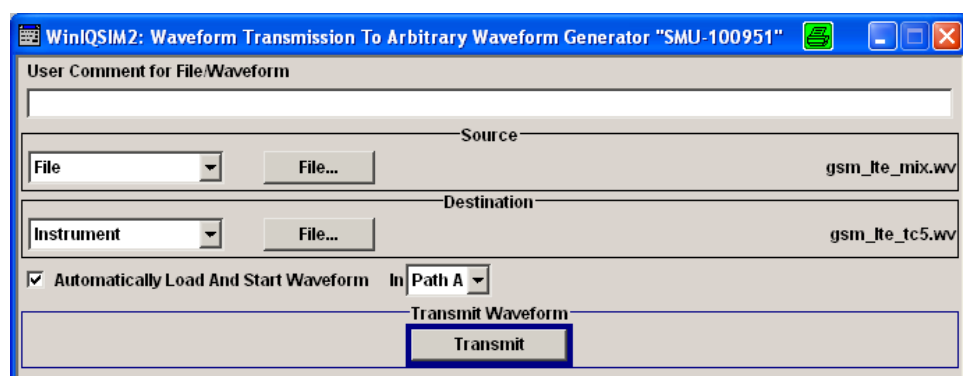 WinIQSIM2: Waveform Transmission To Arbitrary Waveform Generator "SMU-100951"
User Comment for File/Waveform
Source
File File... gsm_lte_mix.wv
Destination
Instrument File... gsm_lte_tc5.wv
Automatically Load And Start Waveform In Path A
Transmit Waveform
Transmit